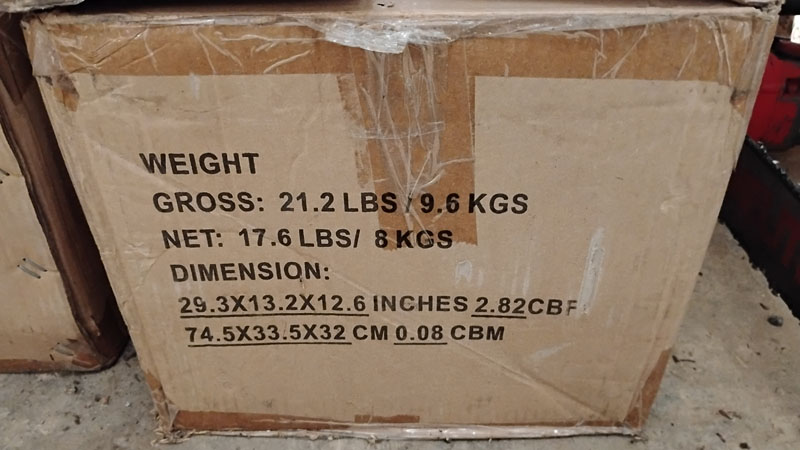 WEIGHT
GROSS: 21.2 LBS / 9.6 KGS
NET: 17.6 LBS/ 8 KGS
DIMENSION:
29.3X13.2X12.6 INCHES 2.82CBF
74.5X33.5X32 CM 0.08 CBM